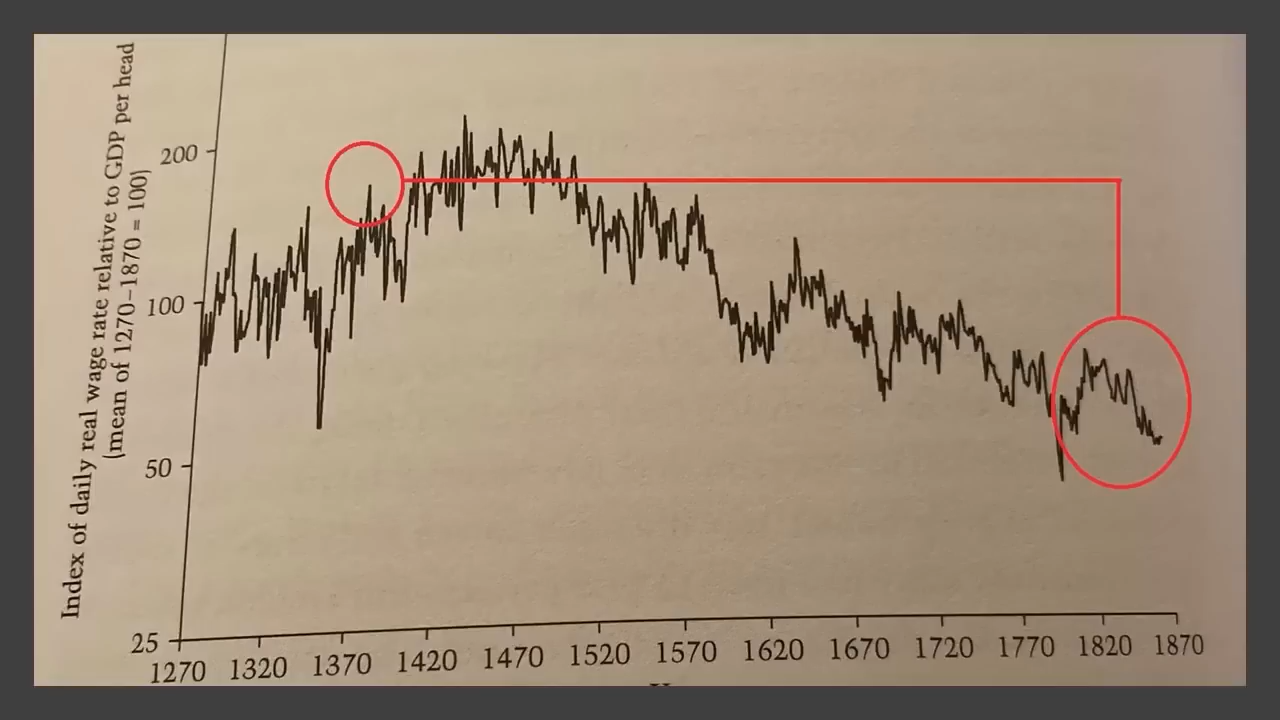 Index of daily real wage rate relative to GDP per head
(mean of 1270–1870 = 100)
200
100
50
25
1270 1320 1370 1420 1470 1520 1570 1620 1670 1720 1770 1820 1870